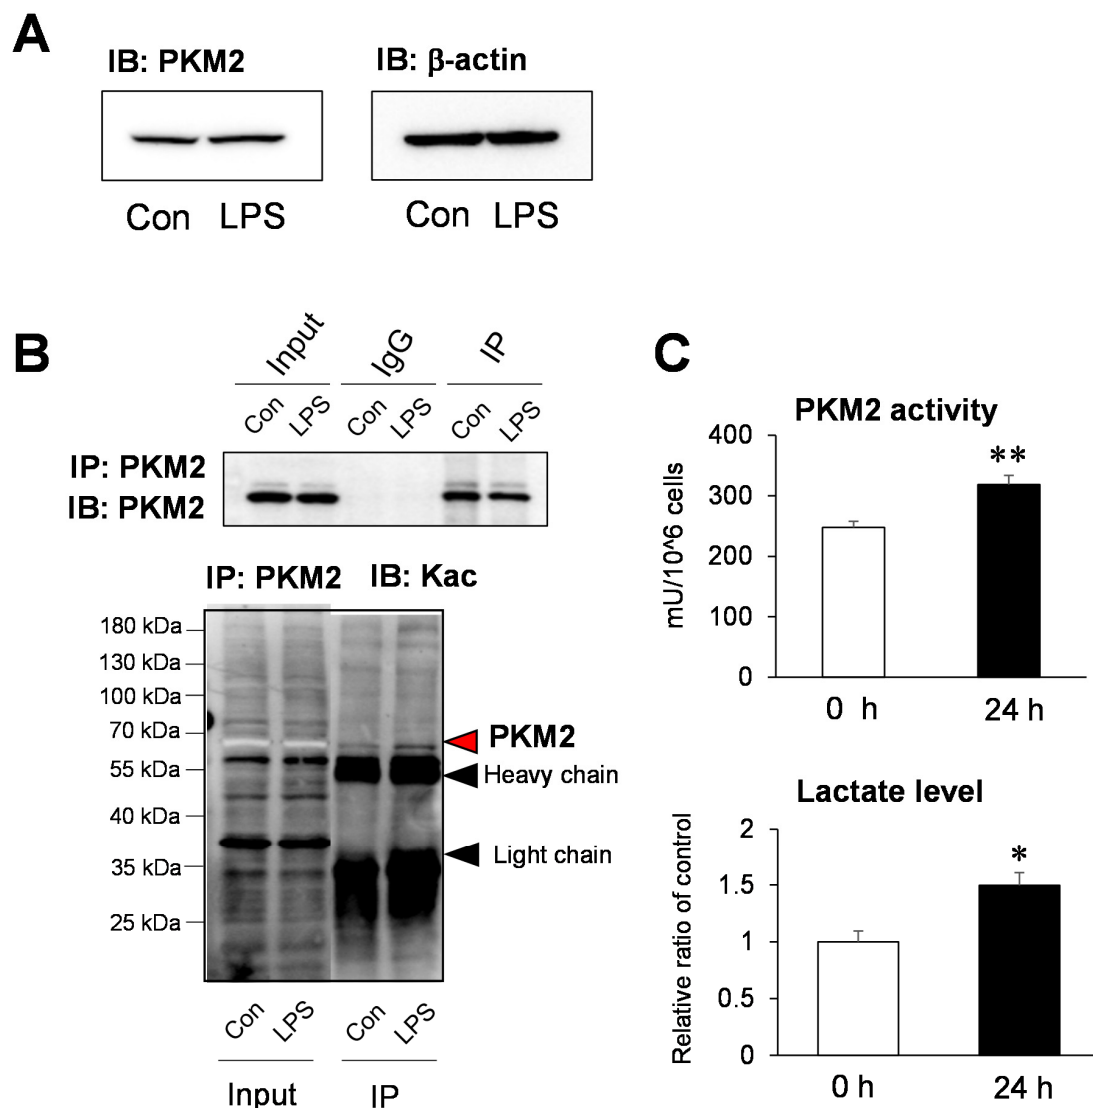 A
IB: PKM2
IB: β-actin
Con LPS
Con LPS
B
Input
IgG
IP
Con
LPS
Con
LPS
Con
LPS
IP: PKM2
IB: PKM2
IP: PKM2 IB: Kac
180 kDa
130 kDa
100 kDa
70 kDa
55 kDa
40 kDa
35 kDa
25 kDa
PKM2
Heavy chain
Light chain
Con
LPS
Con
LPS
Input
IP
C
PKM2 activity
mU/10^6 cells
400
300
200
100
0
**
0 h
24 h
Lactate level
Relative ratio of control
2
1.5
1
0.5
0
*
0 h
24 h